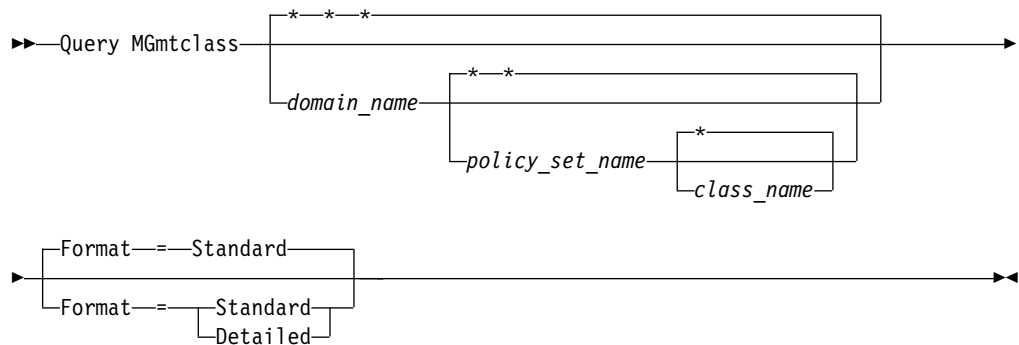 * * *
Query MGmtclass
* *
domain_name
*
policy_set_name
class_name
Format = Standard
Format = Standard
Detailed